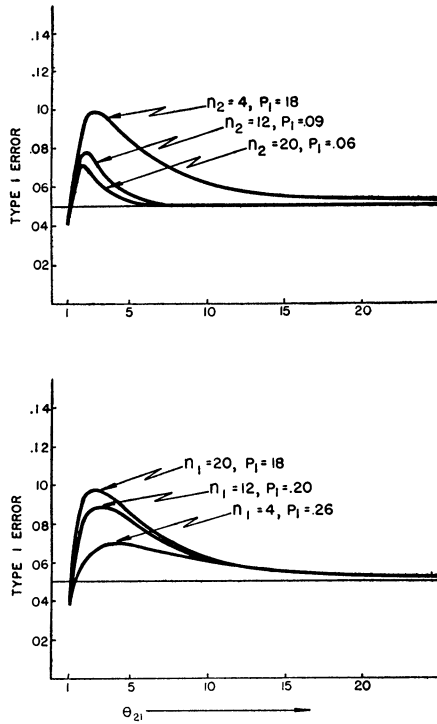 .14
.12
.10
.08
.06
.04
.02
TYPE I ERROR
n₂ = 4, P₁ = 18
n₂ = 12, P₁ = .09
n₂ = 20, P₁ = .06
1 5 10 15 20
.14
.12
.10
.08
.06
.04
.02
TYPE I ERROR
n₁ = 20, P₁ = 18
n₁ = 12, P₁ = .20
n₁ = 4, P₁ = .26
1 5 10 15 20
θ₂₁